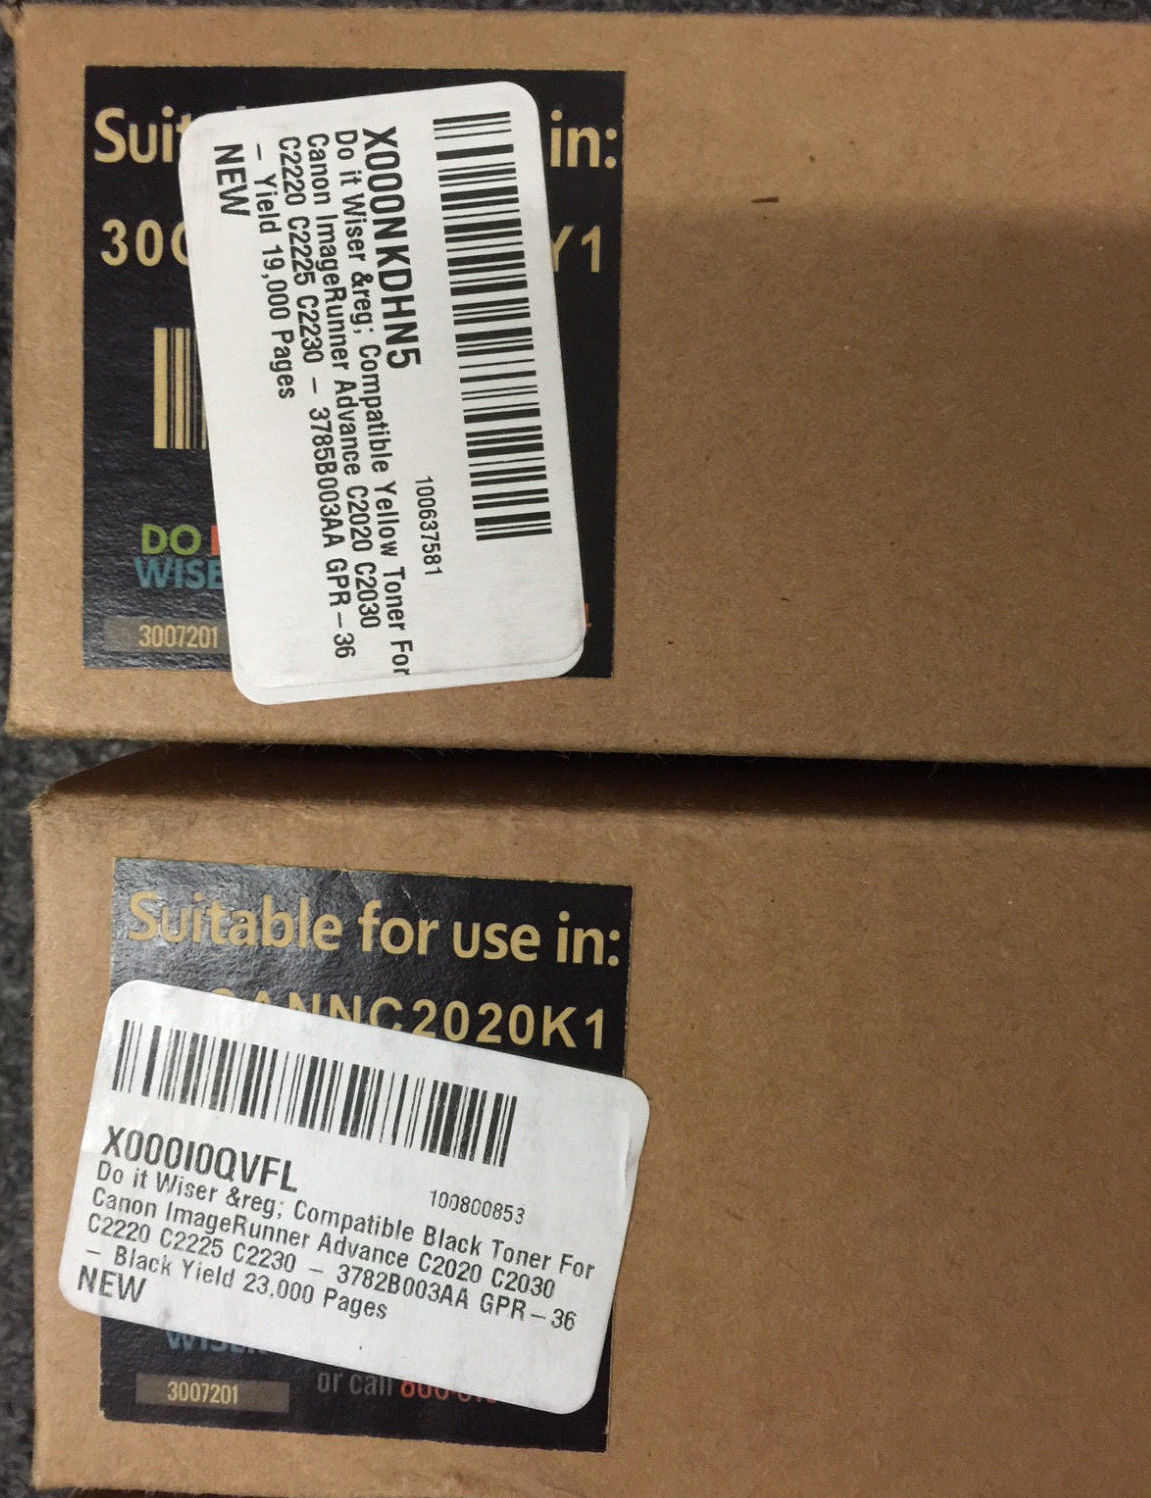 Suit in:
30C Y1
X000NKDHN5
100637581
Do it Wiser &reg; Compatible Yellow Toner For
Canon ImageRunner Advance C2020 C2030
C2220 C2225 C2230 – 3785B003AA GPR–36
– Yield 19,000 Pages
NEW
DO
WISE
3007201
Suitable for use in:
CANNC2020K1
X000I0QVFL
100800853
Do it Wiser &reg; Compatible Black Toner For
Canon ImageRunner Advance C2020 C2030
C2220 C2225 C2230 – 3782B003AA GPR–36
– Black Yield 23,000 Pages
NEW
WISER
or call
3007201